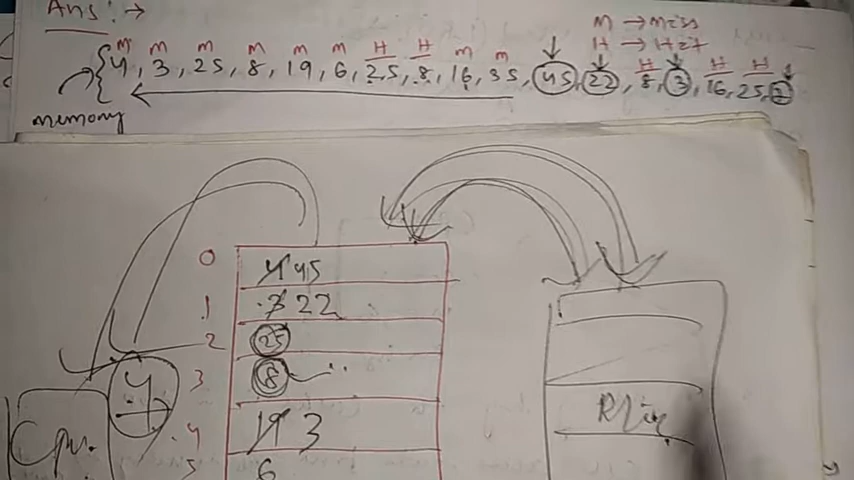 Ans:→
M → Miss
H → Hit
M M M M M M H H M M H H H
4, 3, 25, 8, 19, 6, 25, 8, 16, 35, 45, 22, 8, 3, 16, 25,
memory
0 4 45
1 3 22
2 25
3 8
4 19 3
5 6
4
Cpu